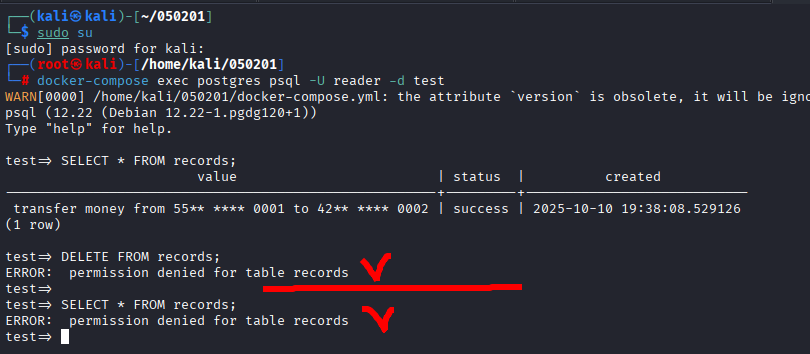 ┌──(kali㉿kali)-[~/050201]
└─$ sudo su
[sudo] password for kali:
┌──(root㉿kali)-[/home/kali/050201]
└─# docker-compose exec postgres psql -U reader -d test
WARN[0000] /home/kali/050201/docker-compose.yml: the attribute `version` is obsolete, it will be igno
psql (12.22 (Debian 12.22-1.pgdg120+1))
Type "help" for help.
test=> SELECT * FROM records;
value | status | created
transfer money from 55** **** 0001 to 42** **** 0002 | success | 2025-10-10 19:38:08.529126
(1 row)
test=> DELETE FROM records;
ERROR:  permission denied for table records
test=>
test=> SELECT * FROM records;
ERROR:  permission denied for table records
test=>